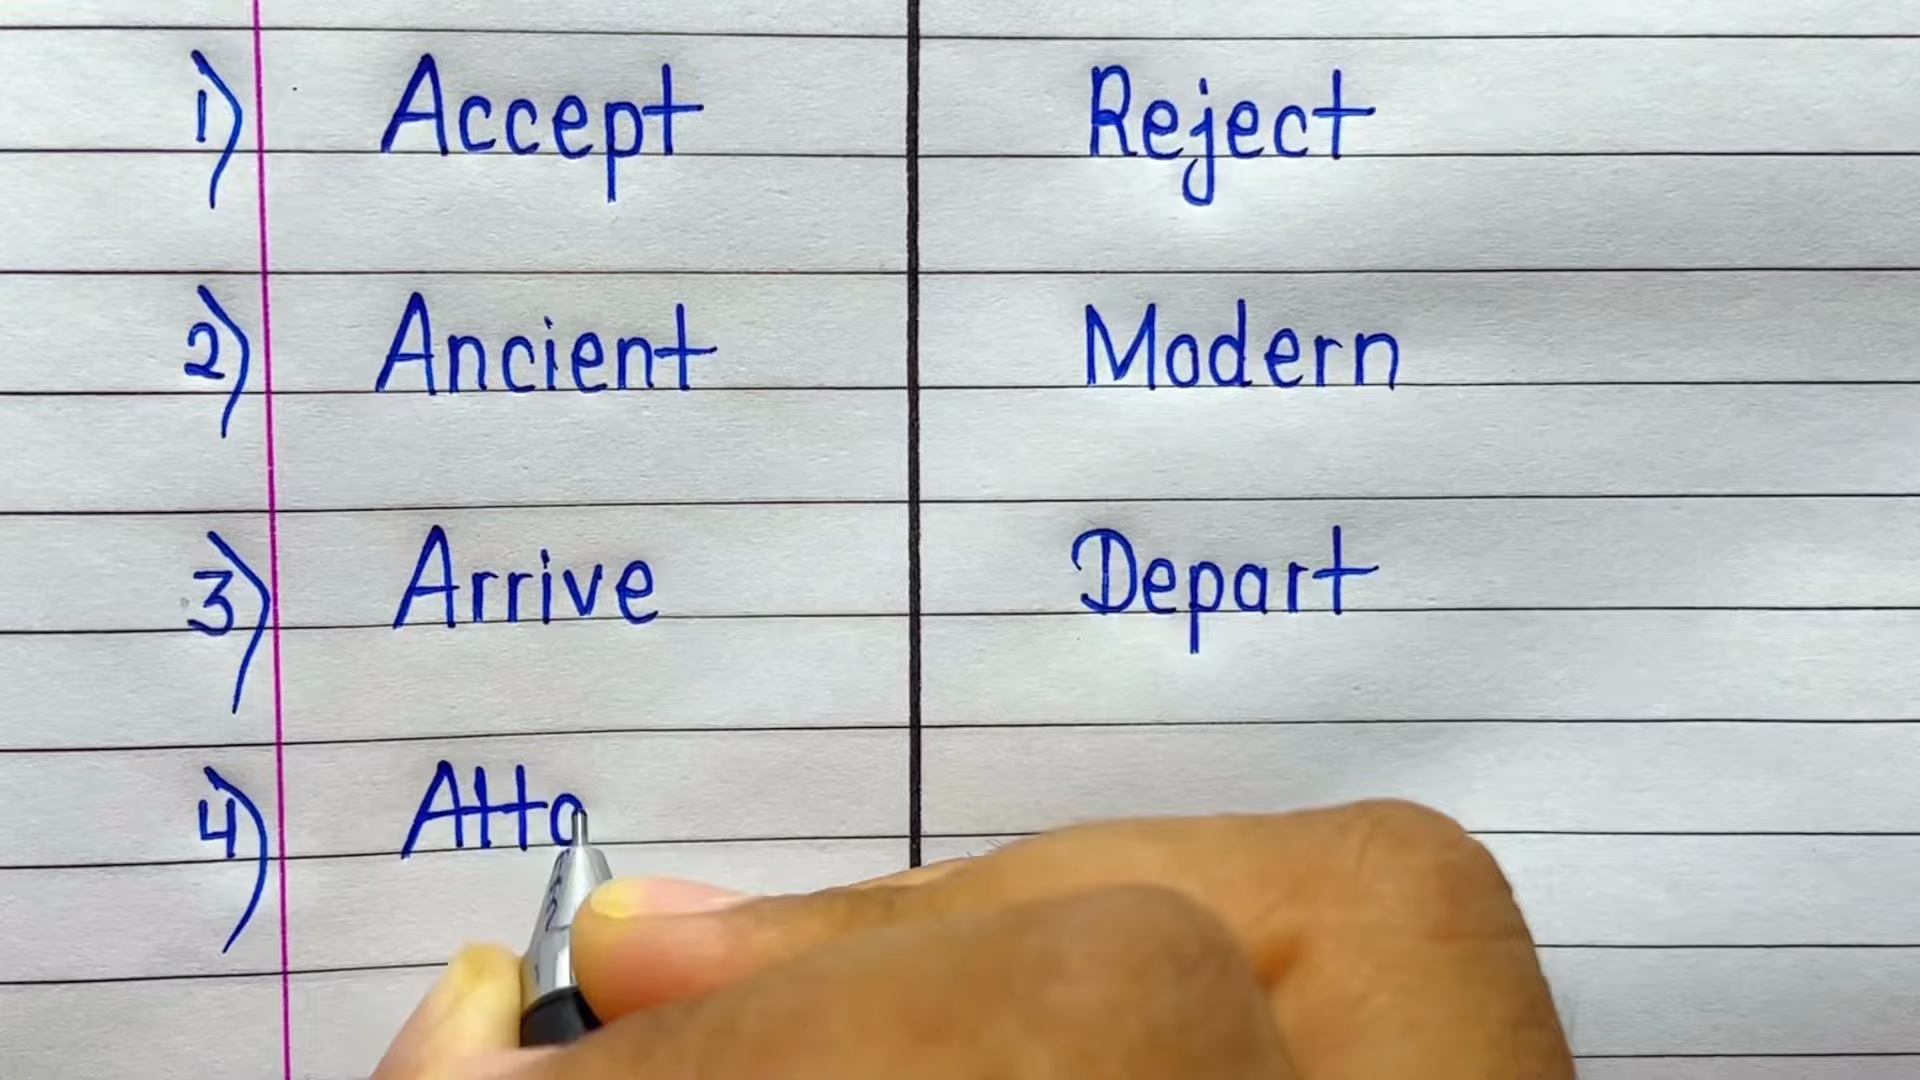 1) Accept Reject
2) Ancient Modern
3) Arrive Depart
4) Atta